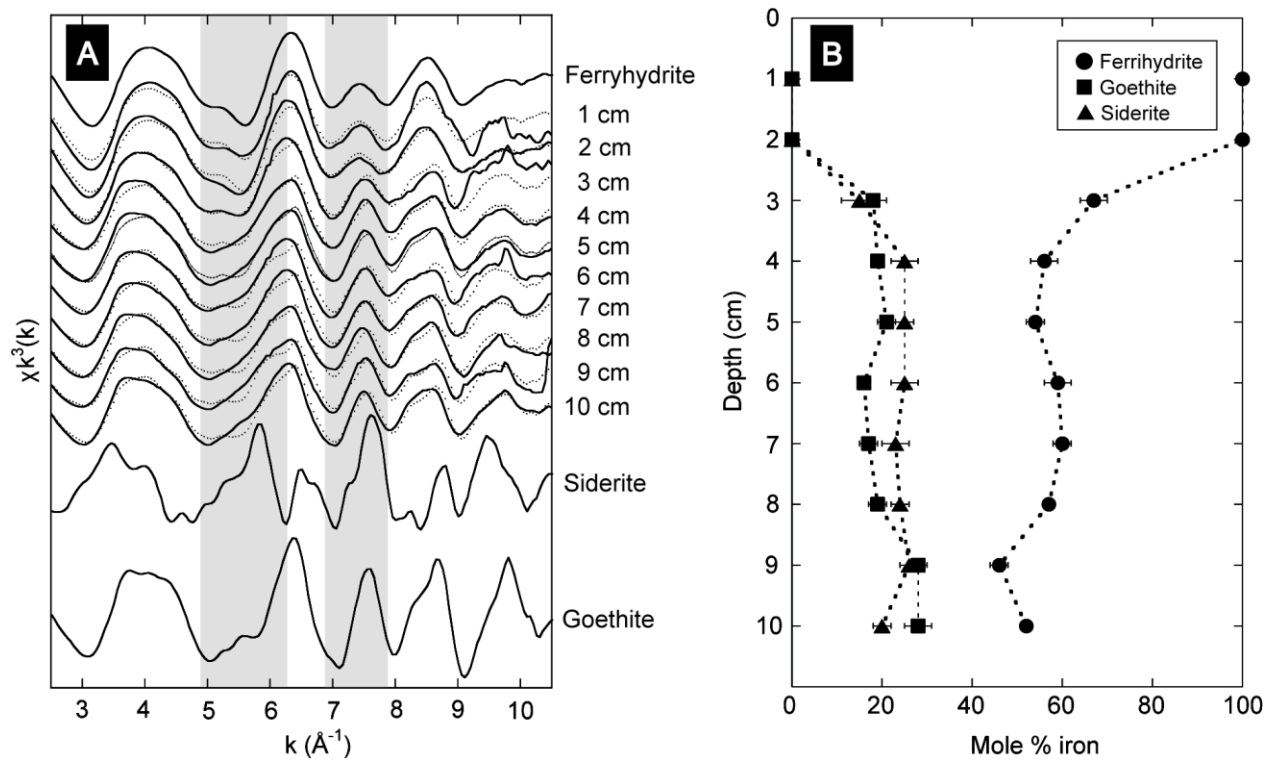 A
Ferryhydrite
1 cm
2 cm
3 cm
4 cm
5 cm
6 cm
7 cm
8 cm
9 cm
10 cm
Siderite
Goethite
χk³(k)
3 4 5 6 7 8 9 10
k (Å⁻¹)
B
Ferrihydrite
Goethite
Siderite
Depth (cm)
0
1
2
3
4
5
6
7
8
9
10
0 20 40 60 80 100
Mole % iron